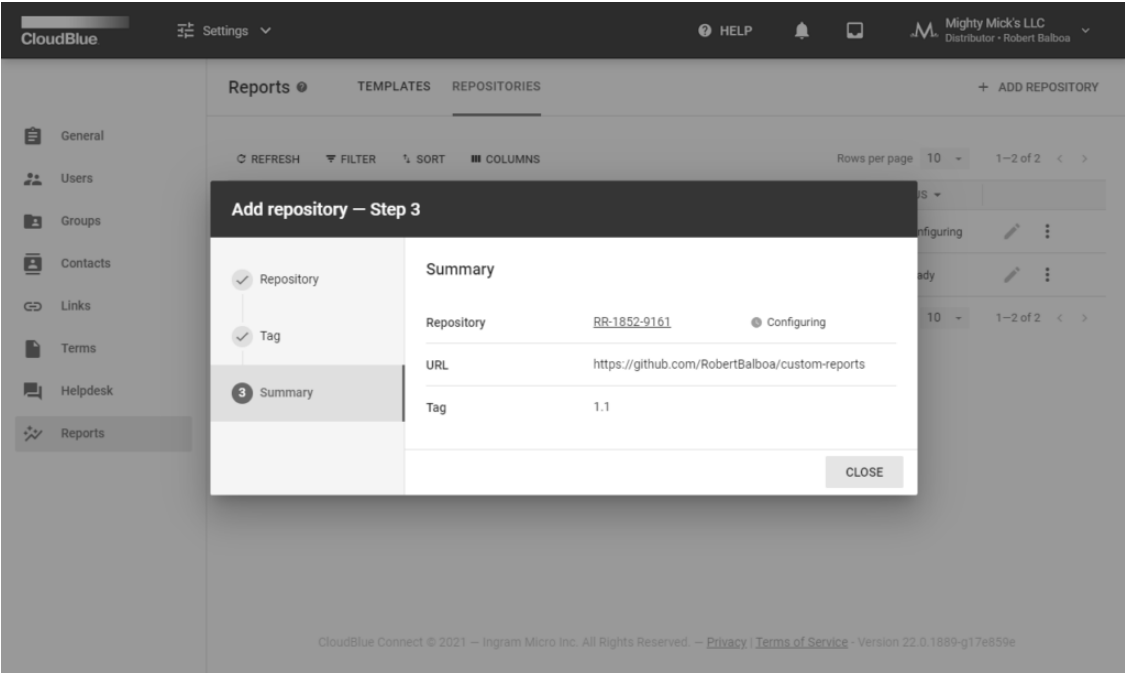 CloudBlue
Settings
HELP
Mighty Mick's LLC
Distributor • Robert Balboa
Reports
TEMPLATES
REPOSITORIES
+ ADD REPOSITORY
General
Users
Groups
Contacts
Links
Terms
Helpdesk
Reports
REFRESH
FILTER
SORT
COLUMNS
Rows per page 10
1–2 of 2
US
nfiguring
ady
10
1–2 of 2
Add repository — Step 3
Repository
Tag
3 Summary
Summary
Repository RR-1852-9161 Configuring
URL https://github.com/RobertBalboa/custom-reports
Tag 1.1
CLOSE
CloudBlue Connect © 2021 — Ingram Micro Inc. All Rights Reserved. — Privacy | Terms of Service - Version 22.0.1889-g17e859e